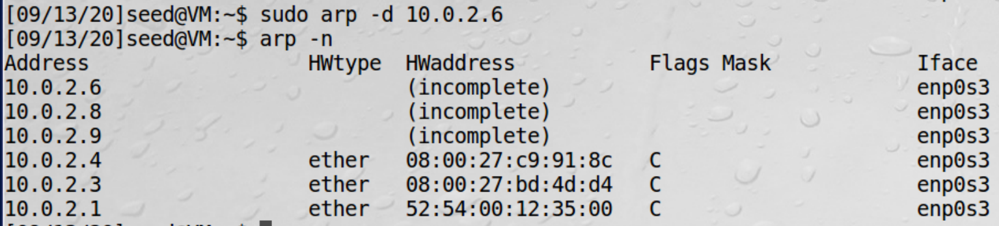 [09/13/20]seed@VM:~$ sudo arp -d 10.0.2.6
[09/13/20]seed@VM:~$ arp -n
Address HWtype HWaddress Flags Mask Iface
10.0.2.6 (incomplete) enp0s3
10.0.2.8 (incomplete) enp0s3
10.0.2.9 (incomplete) enp0s3
10.0.2.4 ether 08:00:27:c9:91:8c C enp0s3
10.0.2.3 ether 08:00:27:bd:4d:d4 C enp0s3
10.0.2.1 ether 52:54:00:12:35:00 C enp0s3